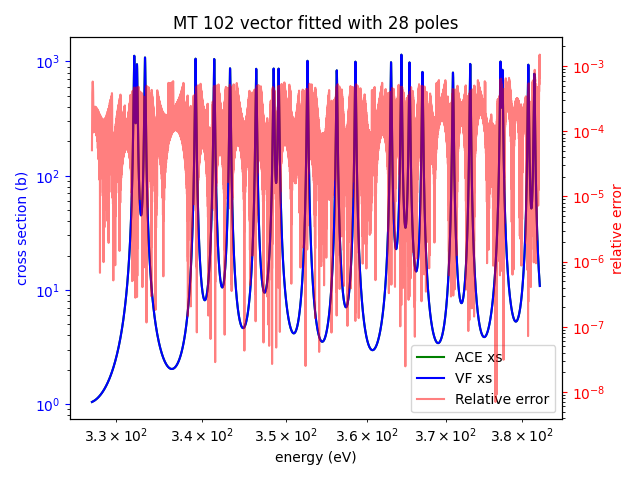 MT 102 vector fitted with 28 poles
10³
10²
10¹
10⁰
cross section (b)
10⁻³
10⁻⁴
10⁻⁵
10⁻⁶
10⁻⁷
10⁻⁸
relative error
ACE xs
VF xs
Relative error
3.3 × 10² 3.4 × 10² 3.5 × 10² 3.6 × 10² 3.7 × 10² 3.8 × 10²
energy (eV)